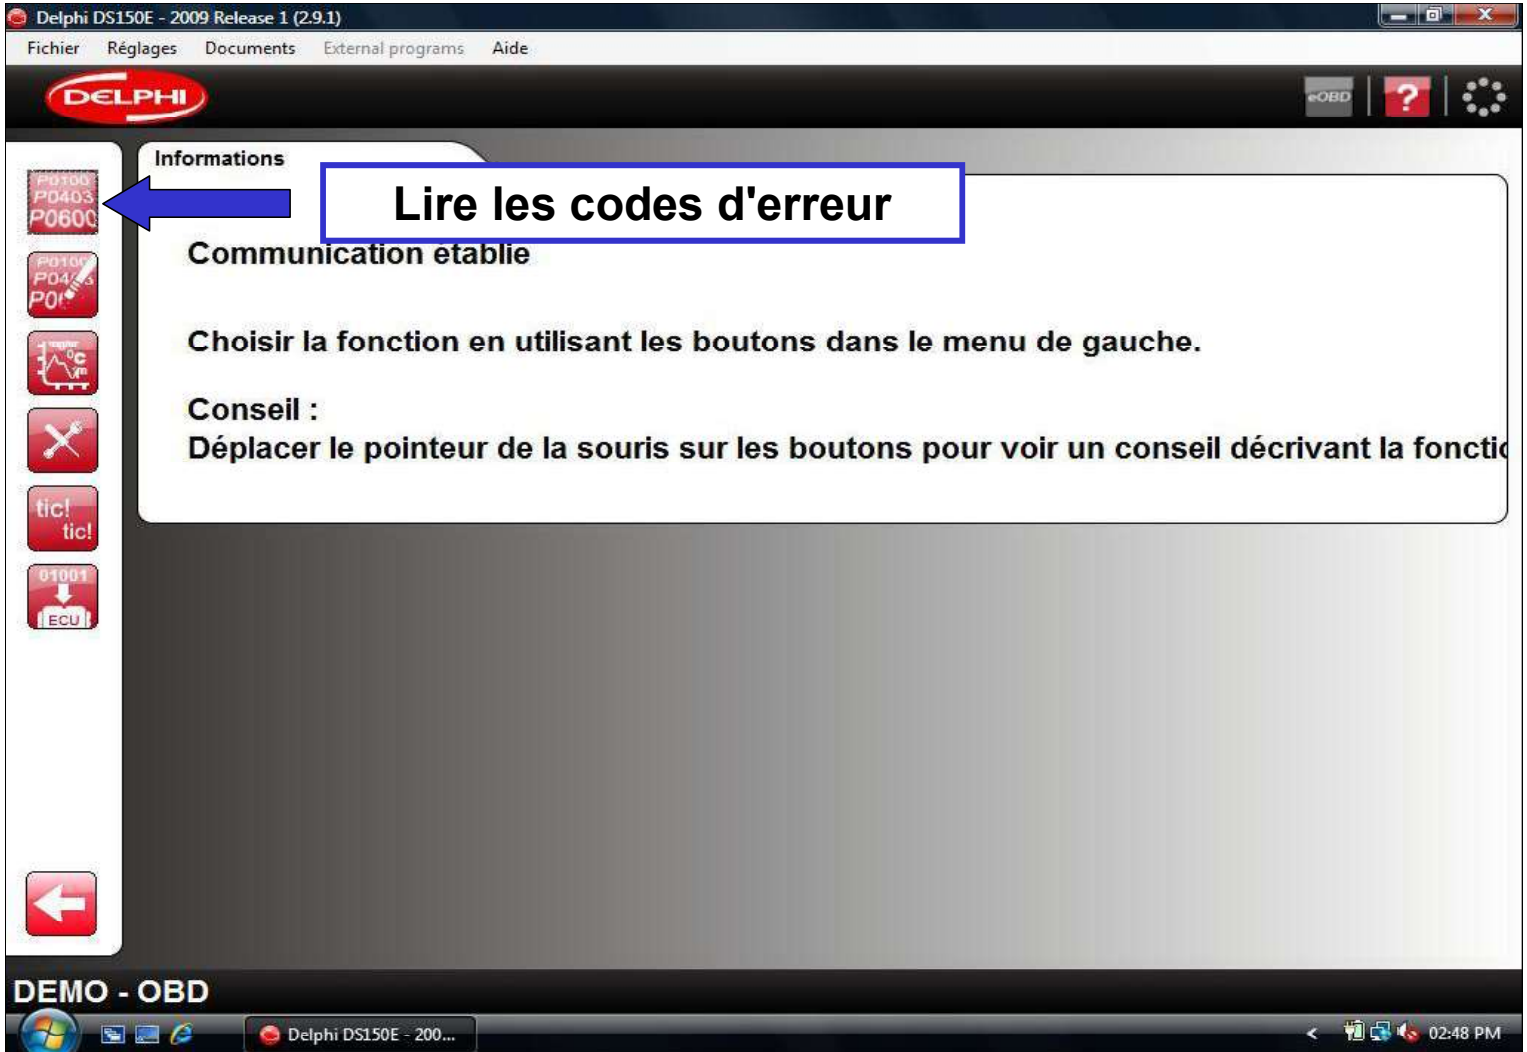 Delphi DS150E - 2009 Release 1 (2.9.1)
Fichier Réglages Documents External programs Aide
DELPHI
eOBD ?
Informations
P0100
P0403
P0600
Lire les codes d'erreur
Communication établie
P0100
P0403
Choisir la fonction en utilisant les boutons dans le menu de gauche.
°C
Conseil :
Déplacer le pointeur de la souris sur les boutons pour voir un conseil décrivant la fonctio
tic!
tic!
01001
ECU
DEMO - OBD
Delphi DS150E - 200...
< 02:48 PM